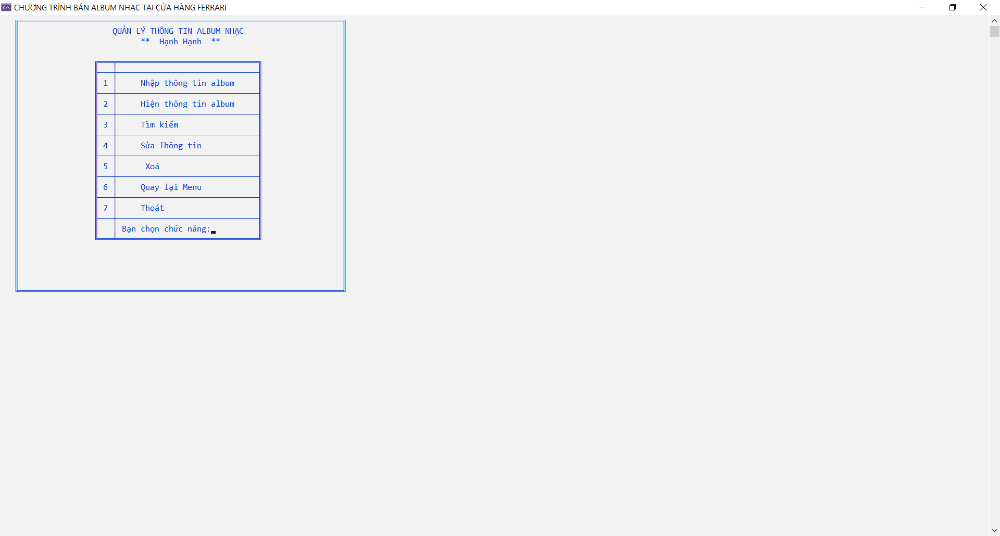 CHƯƠNG TRÌNH BÁN ALBUM NHẠC TẠI CỬA HÀNG FERRARI
QUẢN LÝ THÔNG TIN ALBUM NHẠC
** Hạnh Hạnh **
1 Nhập thông tin album
2 Hiện thông tin album
3 Tìm kiếm
4 Sửa Thông tin
5 Xoá
6 Quay lại Menu
7 Thoát
Bạn chọn chức năng: